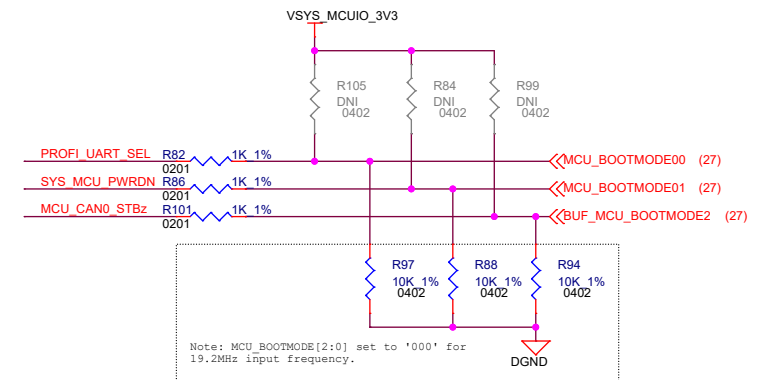 VSYS_MCUIO_3V3
R105
DNI
0402
R84
DNI
0402
R99
DNI
0402
PROFI_UART_SEL R82 1K_1% MCU_BOOTMODE00 (27)
0201
SYS_MCU_PWRDN R86 1K_1% MCU_BOOTMODE01 (27)
0201
MCU_CAN0_STBz R101 1K_1% BUF_MCU_BOOTMODE2 (27)
0201
R97
10K_1%
0402
R88
10K_1%
0402
R94
10K_1%
0402
Note: MCU_BOOTMODE[2:0] set to '000' for
19.2MHz input frequency.
DGND